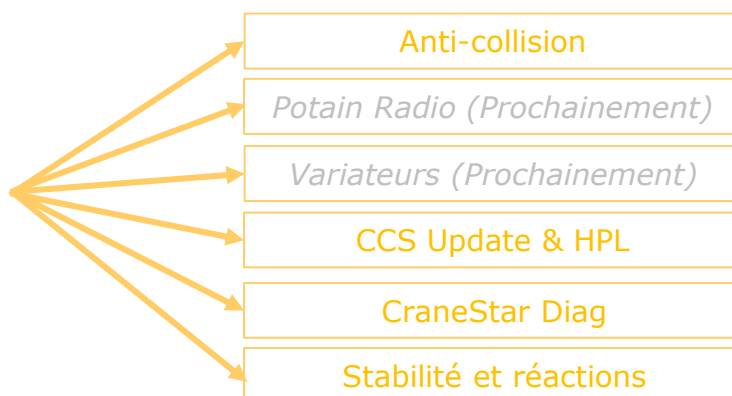 Anti-collision
Potain Radio (Prochainement)
Variateurs (Prochainement)
CCS Update & HPL
CraneStar Diag
Stabilité et réactions